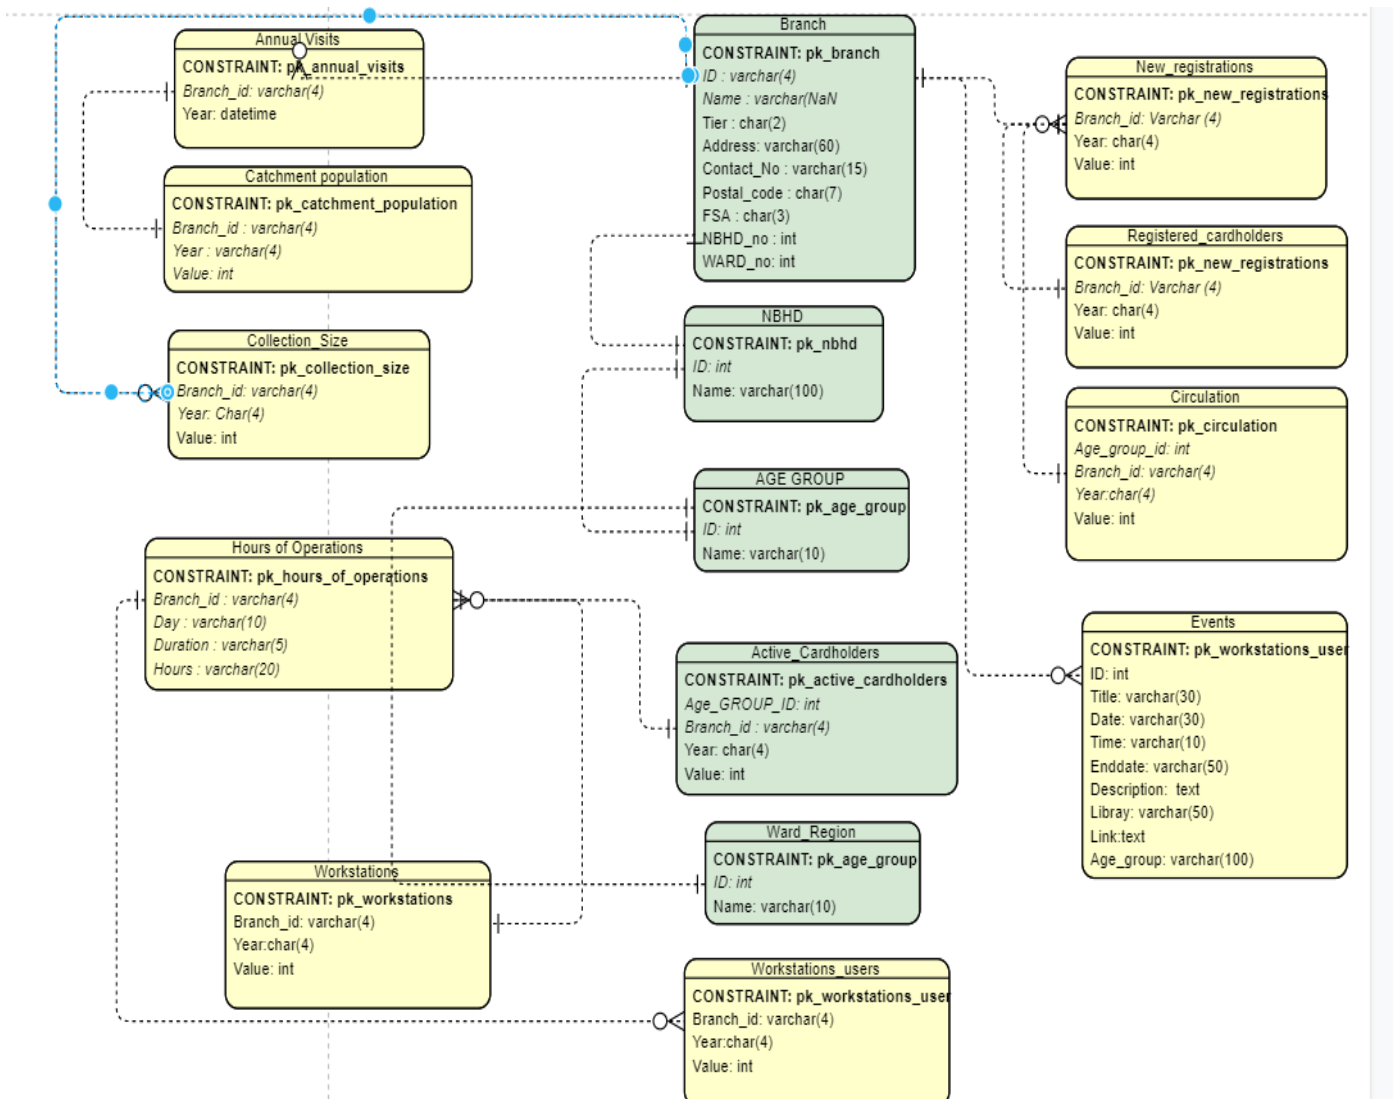 Annual Visits
CONSTRAINT: pk_annual_visits
Branch_id: varchar(4)
Year: datetime
Catchment population
CONSTRAINT: pk_catchment_population
Branch_id : varchar(4)
Year : varchar(4)
Value: int
Collection_Size
CONSTRAINT: pk_collection_size
Branch_id: varchar(4)
Year: Char(4)
Value: int
Hours of Operations
CONSTRAINT: pk_hours_of_operations
Branch_id : varchar(4)
Day : varchar(10)
Duration : varchar(5)
Hours : varchar(20)
Workstations
CONSTRAINT: pk_workstations
Branch_id: varchar(4)
Year:char(4)
Value: int
Branch
CONSTRAINT: pk_branch
ID : varchar(4)
Name : varchar(NaN
Tier : char(2)
Address: varchar(60)
Contact_No : varchar(15)
Postal_code : char(7)
FSA : char(3)
NBHD_no : int
WARD_no: int
NBHD
CONSTRAINT: pk_nbhd
ID: int
Name: varchar(100)
AGE GROUP
CONSTRAINT: pk_age_group
ID: int
Name: varchar(10)
Active_Cardholders
CONSTRAINT: pk_active_cardholders
Age_GROUP_ID: int
Branch_id : varchar(4)
Year: char(4)
Value: int
Ward_Region
CONSTRAINT: pk_age_group
ID: int
Name: varchar(10)
Workstations_users
CONSTRAINT: pk_workstations_user
Branch_id: varchar(4)
Year:char(4)
Value: int
New_registrations
CONSTRAINT: pk_new_registrations
Branch_id: Varchar (4)
Year: char(4)
Value: int
Registered_cardholders
CONSTRAINT: pk_new_registrations
Branch_id: Varchar (4)
Year: char(4)
Value: int
Circulation
CONSTRAINT: pk_circulation
Age_group_id: int
Branch_id: varchar(4)
Year:char(4)
Value: int
Events
CONSTRAINT: pk_workstations_user
ID: int
Title: varchar(30)
Date: varchar(30)
Time: varchar(10)
Enddate: varchar(50)
Description: text
Libray: varchar(50)
Link:text
Age_group: varchar(100)